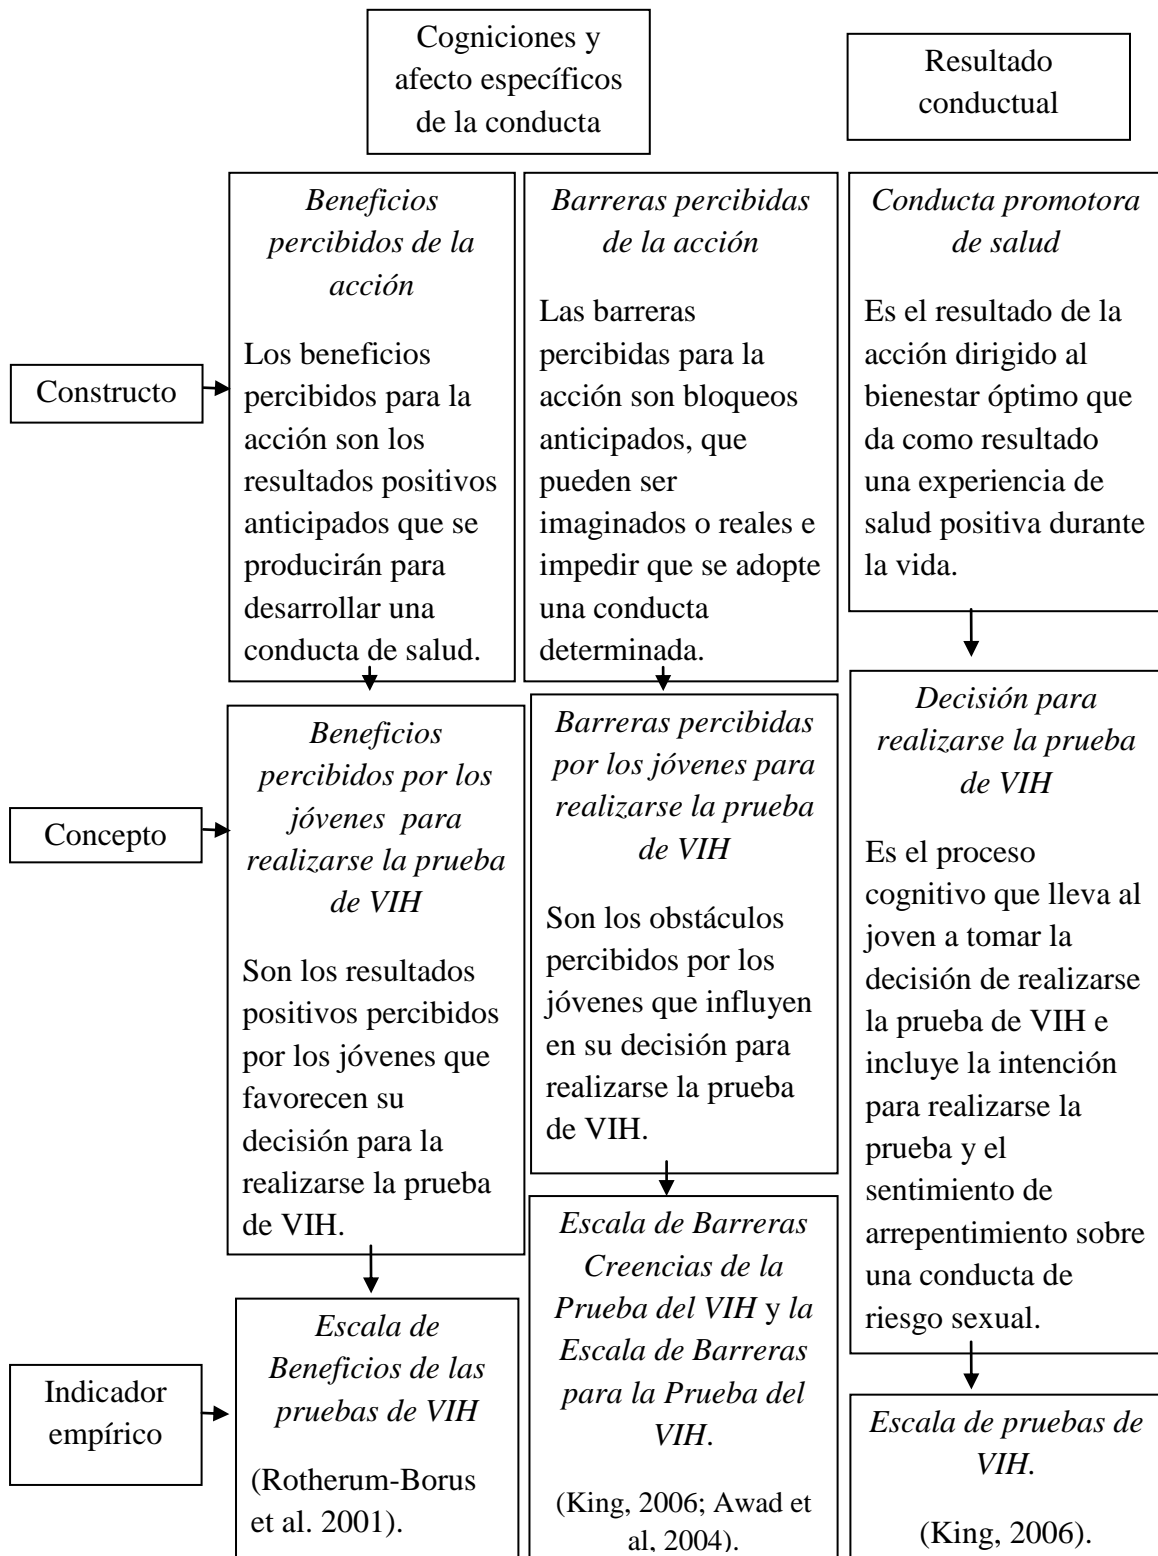 Cogniciones y
afecto específicos
de la conducta
Resultado
conductual
Beneficios
percibidos de la
acción
Los beneficios
percibidos para la
acción son los
resultados positivos
anticipados que se
producirán para
desarrollar una
conducta de salud.
Barreras percibidas
de la acción
Las barreras
percibidas para la
acción son bloqueos
anticipados, que
pueden ser
imaginados o reales e
impedir que se adopte
una conducta
determinada.
Conducta promotora
de salud
Es el resultado de la
acción dirigido al
bienestar óptimo que
da como resultado
una experiencia de
salud positiva durante
la vida.
Constructo
Beneficios
percibidos por los
jóvenes para
realizarse la prueba
de VIH
Son los resultados
positivos percibidos
por los jóvenes que
favorecen su
decisión para la
realizarse la prueba
de VIH.
Barreras percibidas
por los jóvenes para
realizarse la prueba
de VIH
Son los obstáculos
percibidos por los
jóvenes que influyen
en su decisión para
realizarse la prueba
de VIH.
Decisión para
realizarse la prueba
de VIH
Es el proceso
cognitivo que lleva al
joven a tomar la
decisión de realizarse
la prueba de VIH e
incluye la intención
para realizarse la
prueba y el
sentimiento de
arrepentimiento sobre
una conducta de
riesgo sexual.
Concepto
Escala de
Beneficios de las
pruebas de VIH
(Rotherum-Borus
et al. 2001).
Escala de Barreras
Creencias de la
Prueba del VIH y la
Escala de Barreras
para la Prueba del
VIH.
(King, 2006; Awad et
al, 2004).
Escala de pruebas de
VIH.
(King, 2006).
Indicador
empírico